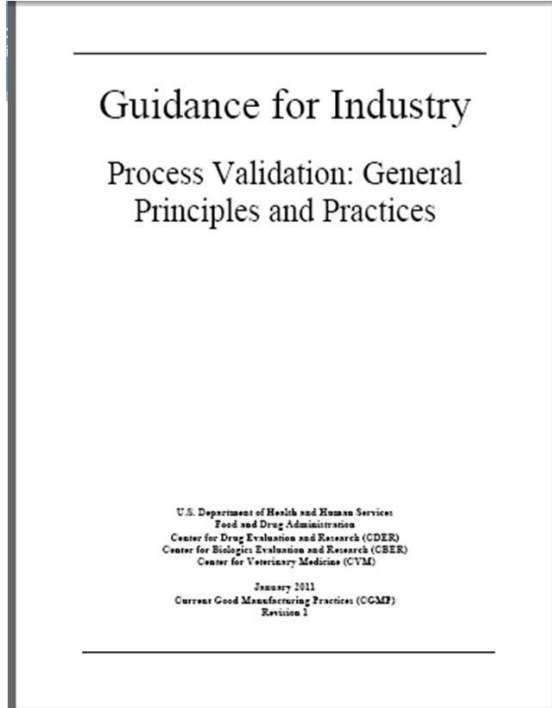 Guidance for Industry
Process Validation: General
Principles and Practices
U.S. Department of Health and Human Services
Food and Drug Administration
Center for Drug Evaluation and Research (CDER)
Center for Biologics Evaluation and Research (CBER)
Center for Veterinary Medicine (CVM)
January 2011
Current Good Manufacturing Practices (CGMP)
Revision 1